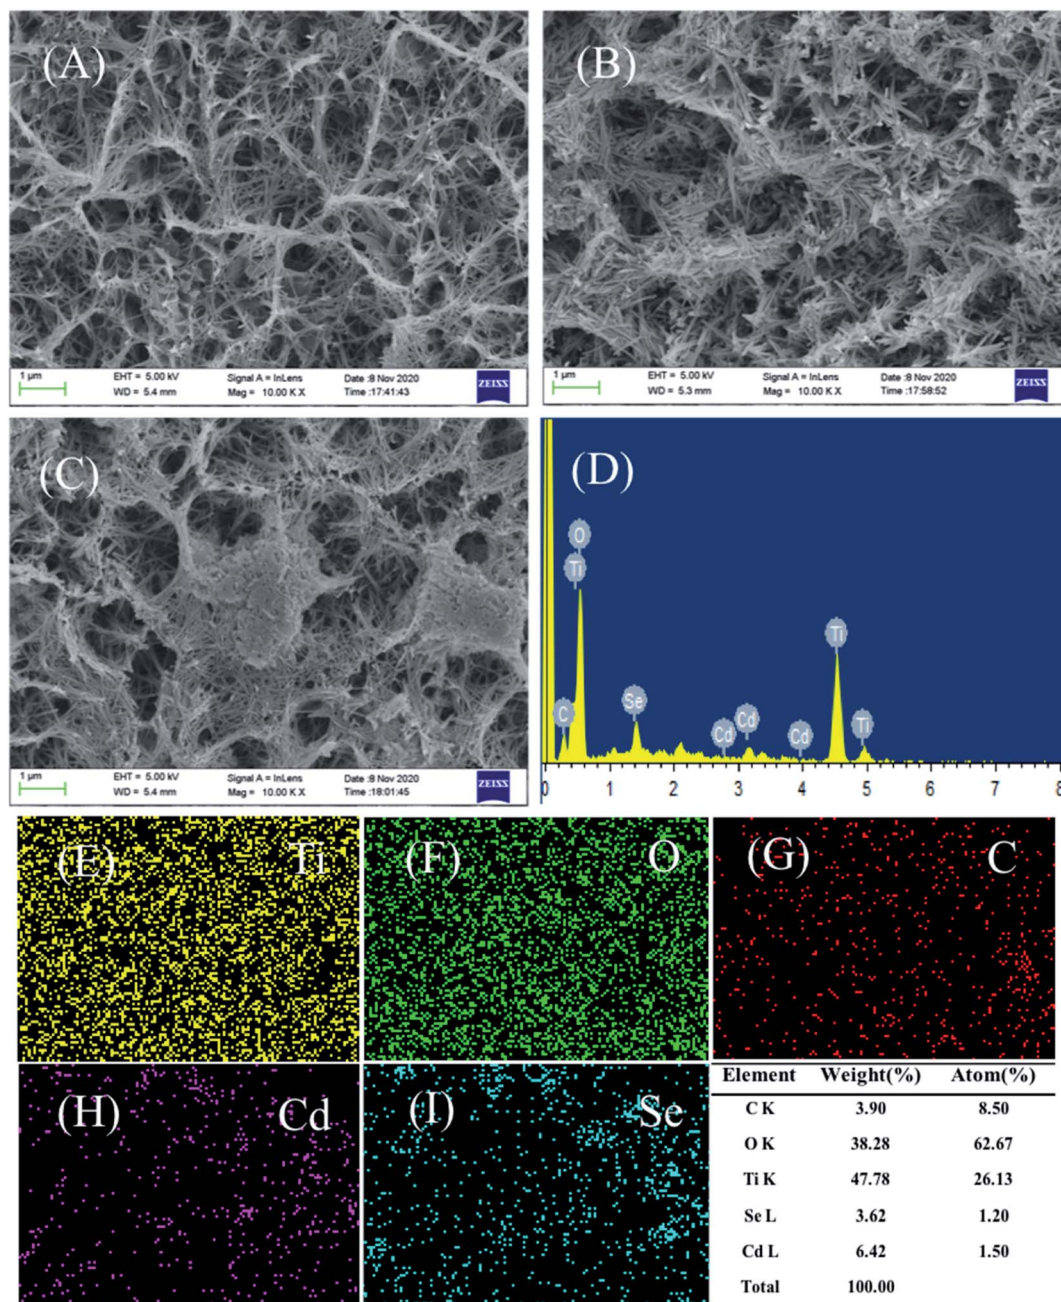 (A)
1 µm
EHT = 5.00 kV
WD = 5.4 mm
Signal A = InLens
Mag = 10.00 K X
Date :8 Nov 2020
Time :17:41:43
ZEISS
(B)
1 µm
EHT = 5.00 kV
WD = 5.3 mm
Signal A = InLens
Mag = 10.00 K X
Date :8 Nov 2020
Time :17:58:52
ZEISS
(C)
1 µm
EHT = 5.00 kV
WD = 5.4 mm
Signal A = InLens
Mag = 10.00 K X
Date :8 Nov 2020
Time :18:01:45
ZEISS
(D)
O
Ti
C
Se
Cd
Cd
Cd
Ti
Ti
0 1 2 3 4 5 6 7 8
(E) Ti
(F) O
(G) C
(H) Cd
(I) Se
Element Weight(%) Atom(%)
C K 3.90 8.50
O K 38.28 62.67
Ti K 47.78 26.13
Se L 3.62 1.20
Cd L 6.42 1.50
Total 100.00